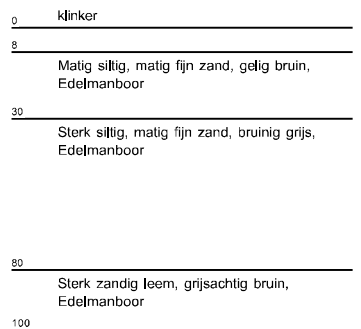 klinker
0
8
Matig siltig, matig fijn zand, gelig bruin,
Edelmanboor
30
Sterk siltig, matig fijn zand, bruinig grijs,
Edelmanboor
80
Sterk zandig leem, grijsachtig bruin,
Edelmanboor
100